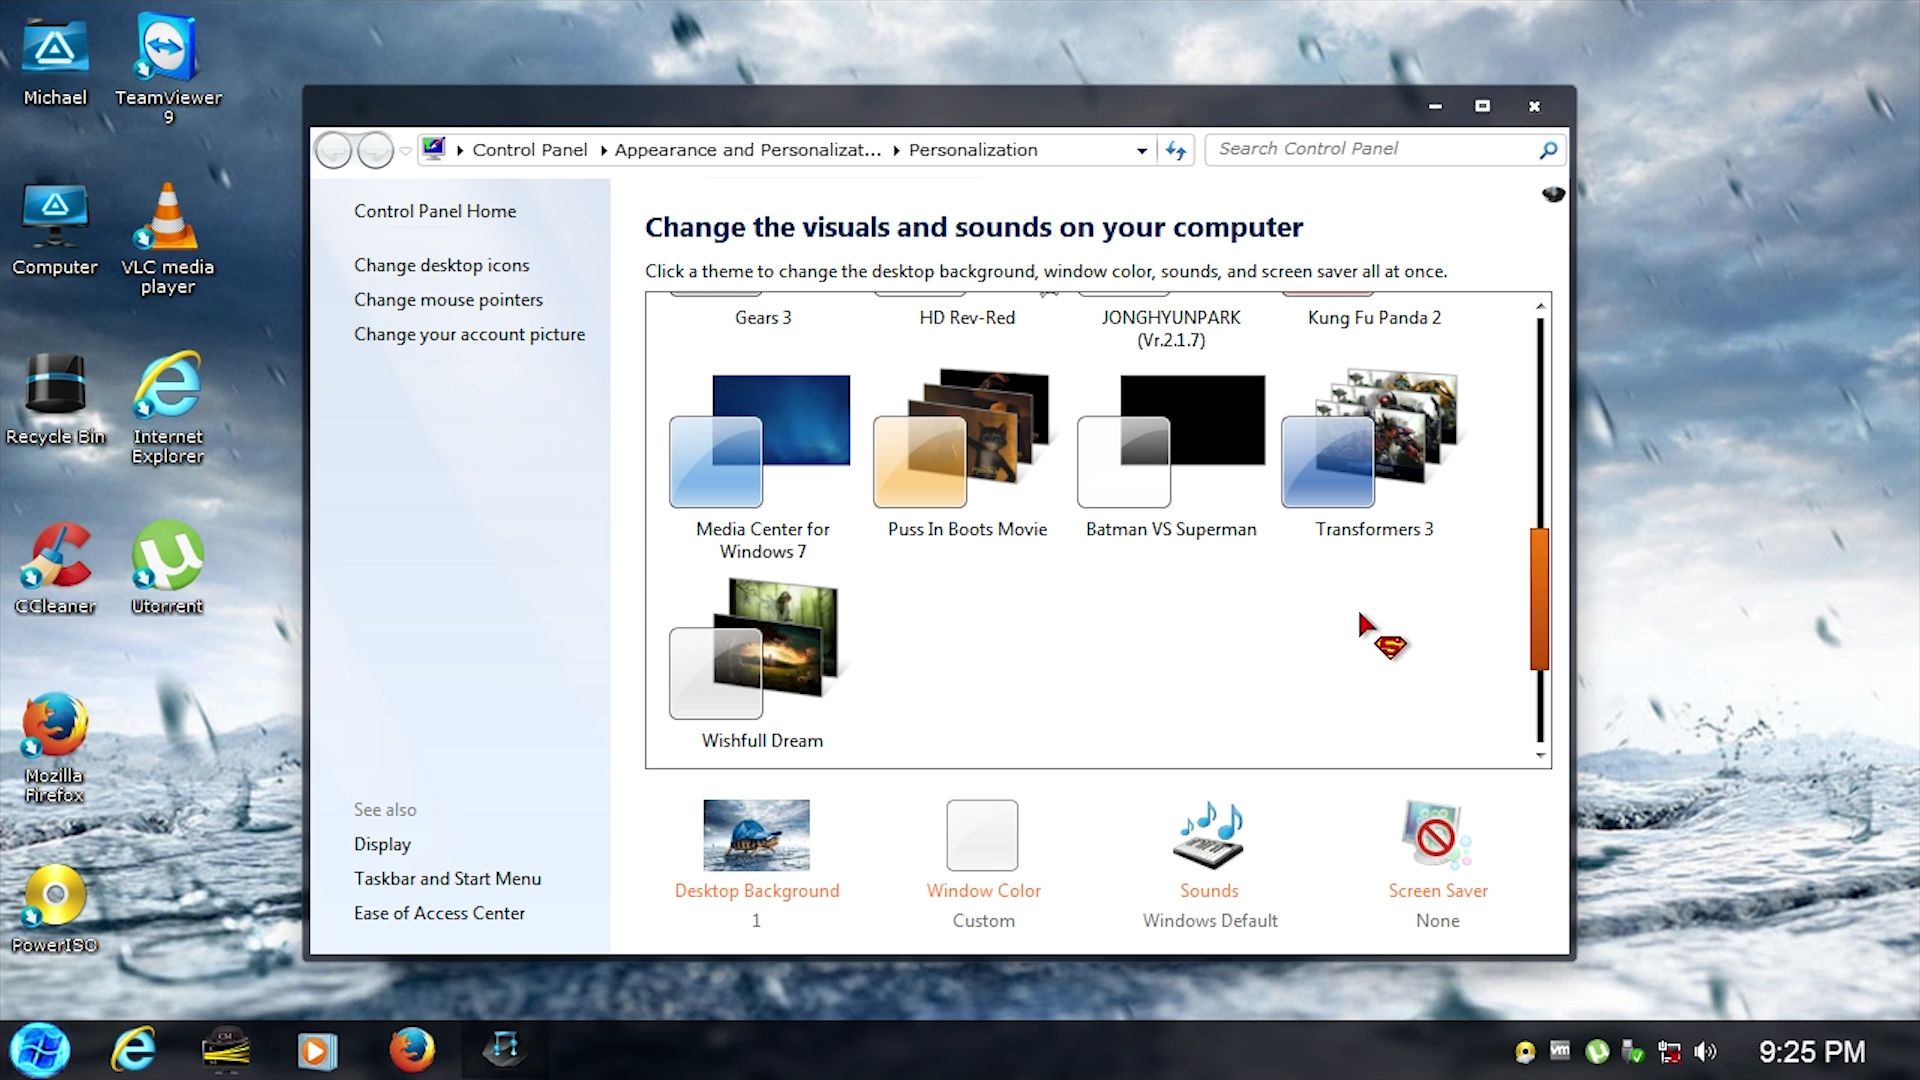 Michael
TeamViewer
9
Computer
VLC media
player
Recycle Bin
Internet
Explorer
CCleaner
Utorrent
Mozilla
Firefox
PowerISO
Control Panel
Appearance and Personalizat...
Personalization
Search Control Panel
Control Panel Home
Change desktop icons
Change mouse pointers
Change your account picture
See also
Display
Taskbar and Start Menu
Ease of Access Center
Change the visuals and sounds on your computer
Click a theme to change the desktop background, window color, sounds, and screen saver all at once.
Gears 3
HD Rev-Red
JONGHYUNPARK
(Vr.2.1.7)
Kung Fu Panda 2
Media Center for
Windows 7
Puss In Boots Movie
Batman VS Superman
Transformers 3
Wishfull Dream
Desktop Background
1
Window Color
Custom
Sounds
Windows Default
Screen Saver
None
CM
vm
9:25 PM